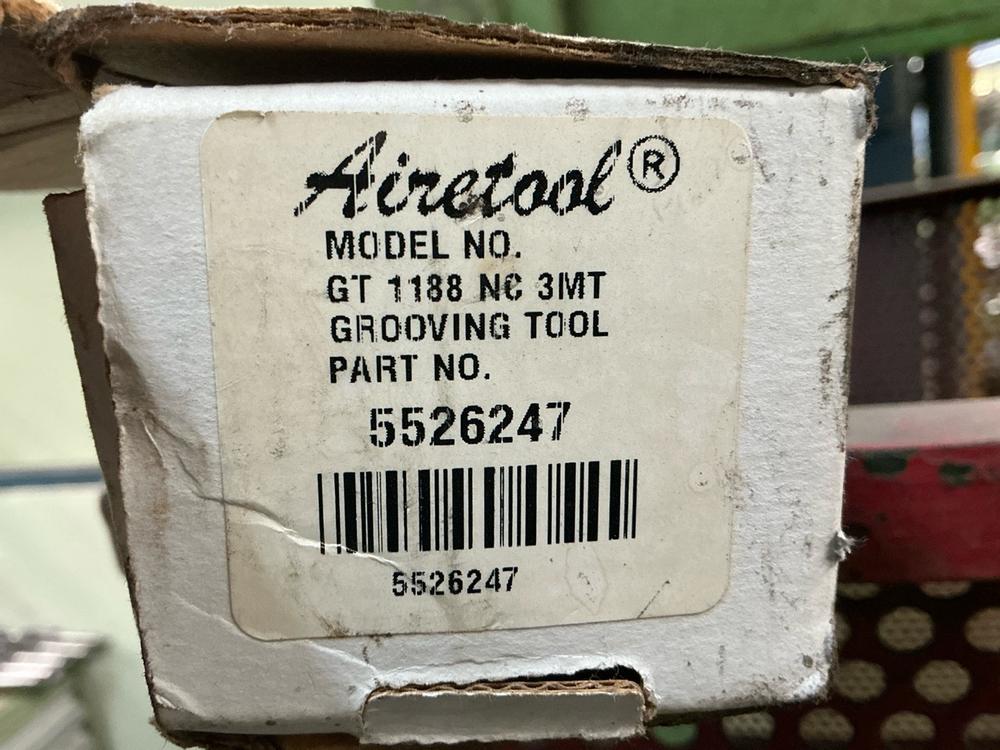 Airetool®
MODEL NO.
GT 1188 NC 3MT
GROOVING TOOL
PART NO.
5526247
5526247